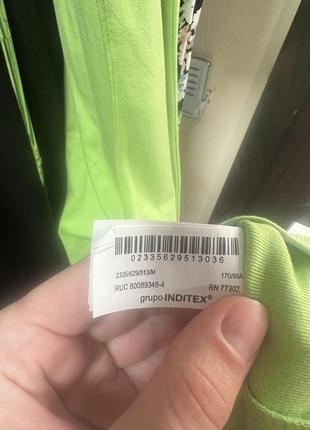 02335629513036
2335/629/513/M 170/88A
RUC 80089348-4 RN 77302
grupo INDITEX®